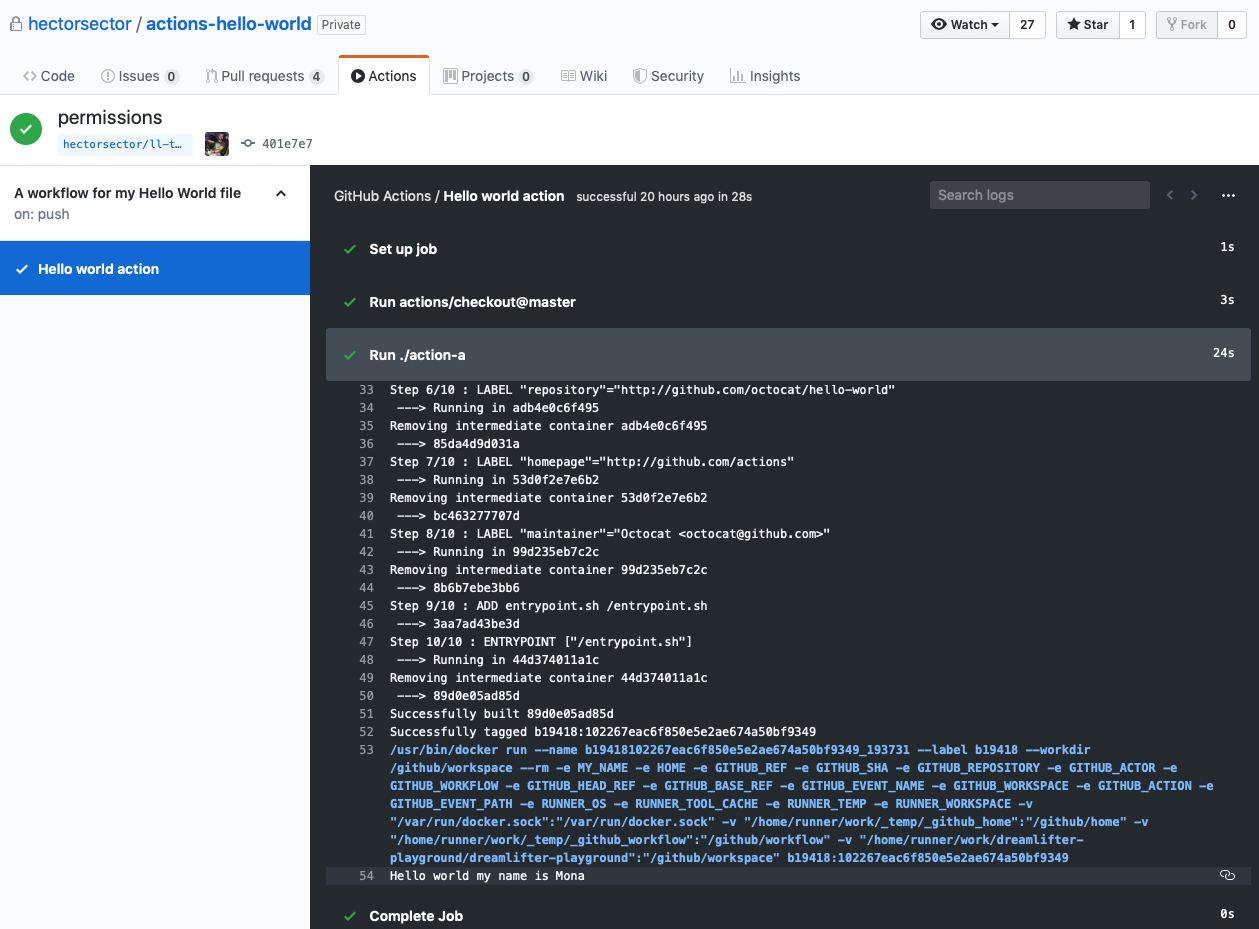 hectorsector / actions-hello-world Private Watch 27 Star 1 Fork 0
Code Issues 0 Pull requests 4 Actions Projects 0 Wiki Security Insights
permissions
hectorsector/ll-t… 401e7e7
A workflow for my Hello World file
on: push
Hello world action
GitHub Actions / Hello world action successful 20 hours ago in 28s Search logs
Set up job 1s
Run actions/checkout@master 3s
Run ./action-a 24s
33 Step 6/10 : LABEL "repository"="http://github.com/octocat/hello-world"
34 ---> Running in adb4e0c6f495
35 Removing intermediate container adb4e0c6f495
36 ---> 85da4d9d031a
37 Step 7/10 : LABEL "homepage"="http://github.com/actions"
38 ---> Running in 53d0f2e7e6b2
39 Removing intermediate container 53d0f2e7e6b2
40 ---> bc463277707d
41 Step 8/10 : LABEL "maintainer"="Octocat <octocat@github.com>"
42 ---> Running in 99d235eb7c2c
43 Removing intermediate container 99d235eb7c2c
44 ---> 8b6b7ebe3bb6
45 Step 9/10 : ADD entrypoint.sh /entrypoint.sh
46 ---> 3aa7ad43be3d
47 Step 10/10 : ENTRYPOINT ["/entrypoint.sh"]
48 ---> Running in 44d374011a1c
49 Removing intermediate container 44d374011a1c
50 ---> 89d0e05ad85d
51 Successfully built 89d0e05ad85d
52 Successfully tagged b19418:102267eac6f850e5e2ae674a50bf9349
53 /usr/bin/docker run --name b19418102267eac6f850e5e2ae674a50bf9349_193731 --label b19418 --workdir
/github/workspace --rm -e MY_NAME -e HOME -e GITHUB_REF -e GITHUB_SHA -e GITHUB_REPOSITORY -e GITHUB_ACTOR -e
GITHUB_WORKFLOW -e GITHUB_HEAD_REF -e GITHUB_BASE_REF -e GITHUB_EVENT_NAME -e GITHUB_WORKSPACE -e GITHUB_ACTION -e
GITHUB_EVENT_PATH -e RUNNER_OS -e RUNNER_TOOL_CACHE -e RUNNER_TEMP -e RUNNER_WORKSPACE -v
"/var/run/docker.sock":"/var/run/docker.sock" -v "/home/runner/work/_temp/_github_home":"/github/home" -v
"/home/runner/work/_temp/_github_workflow":"/github/workflow" -v "/home/runner/work/dreamlifter-
playground/dreamlifter-playground":"/github/workspace" b19418:102267eac6f850e5e2ae674a50bf9349
54 Hello world my name is Mona
Complete Job 0s